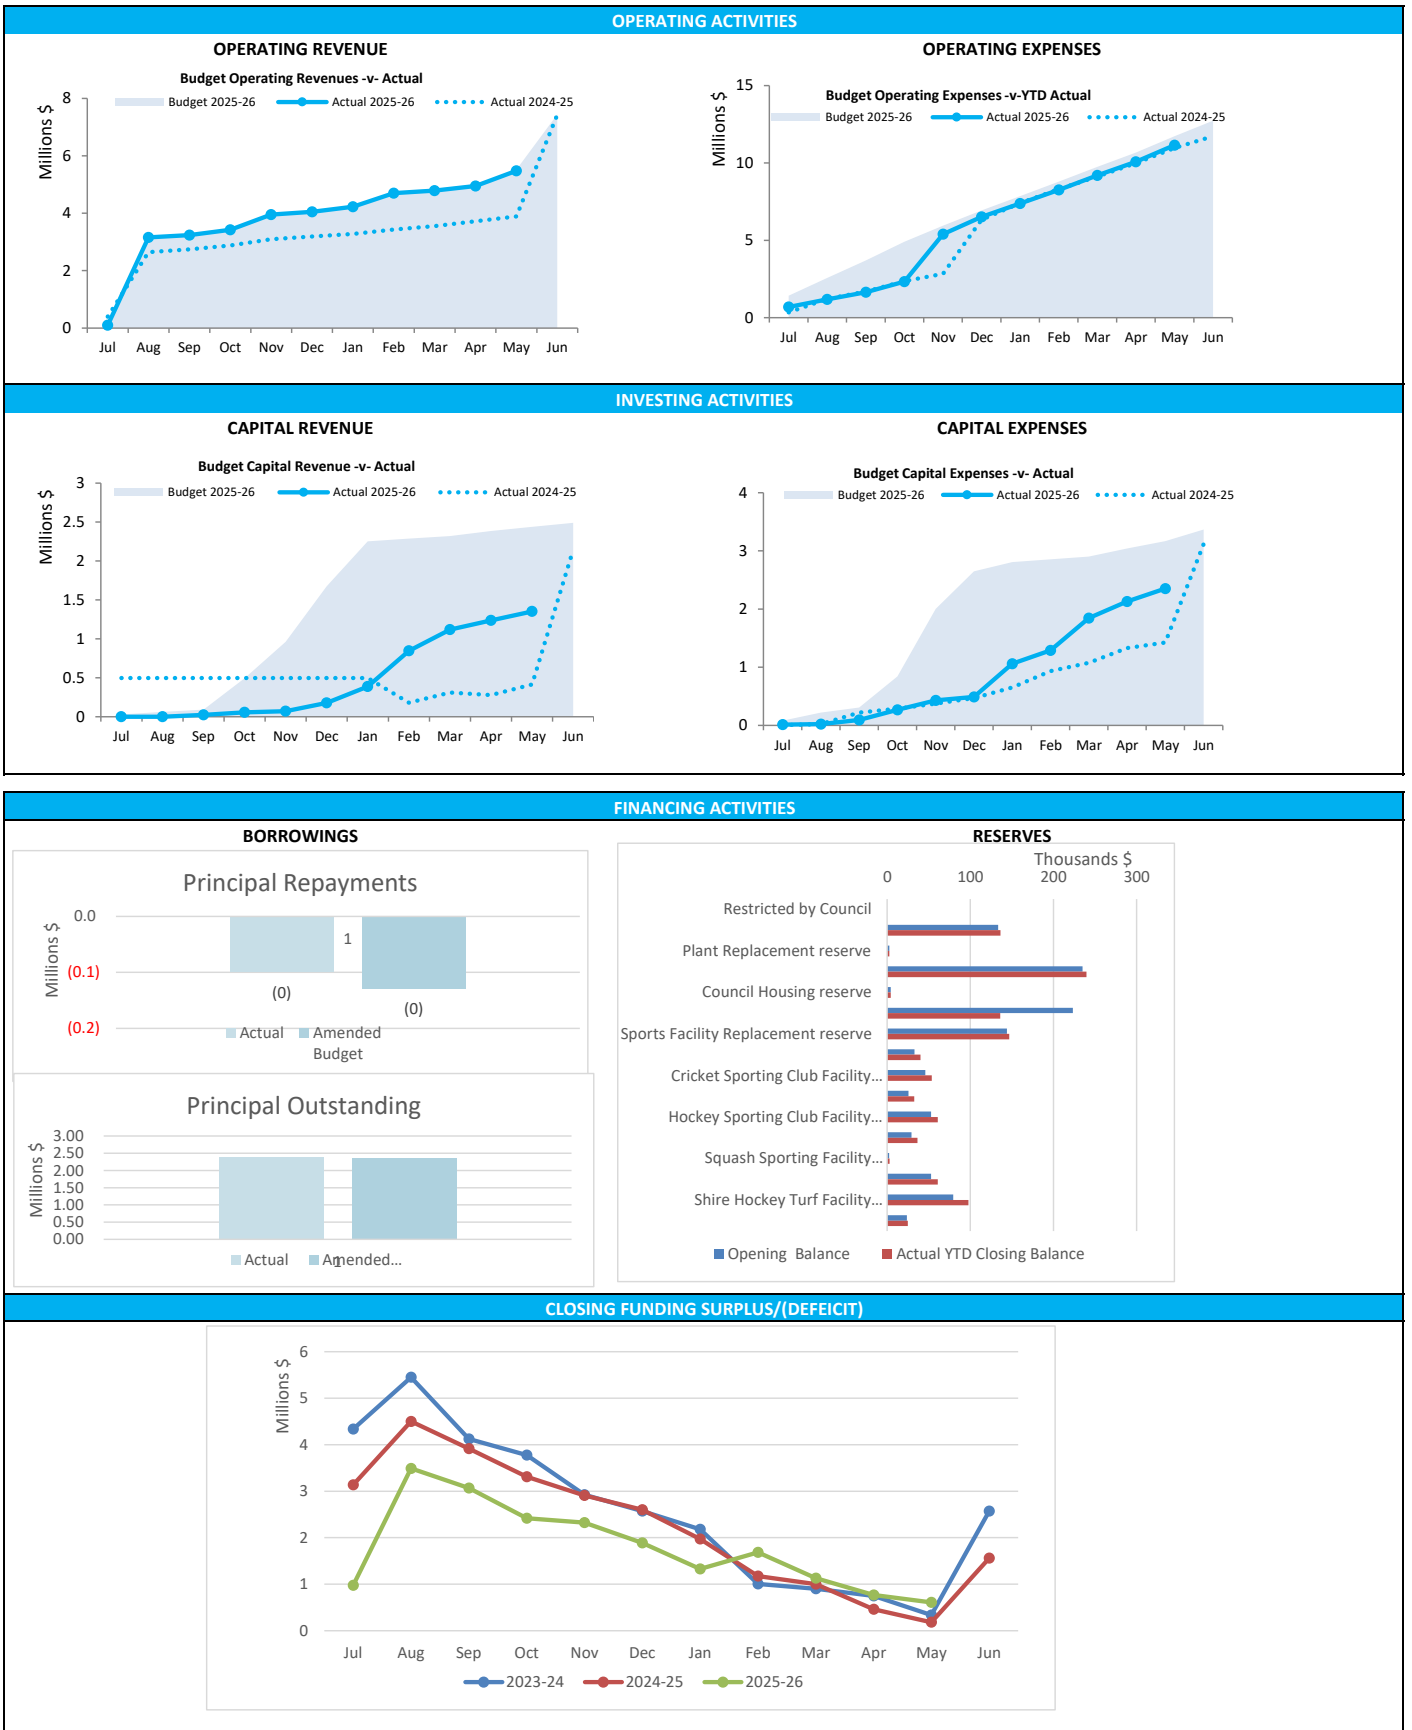 OPERATING ACTIVITIES
OPERATING REVENUE
Budget Operating Revenues -v- Actual
Budget 2025-26 Actual 2025-26 Actual 2024-25
Millions $
8
6
4
2
0
Jul Aug Sep Oct Nov Dec Jan Feb Mar Apr May Jun
OPERATING EXPENSES
Budget Operating Expenses -v-YTD Actual
Budget 2025-26 Actual 2025-26 Actual 2024-25
Millions $
15
10
5
0
Jul Aug Sep Oct Nov Dec Jan Feb Mar Apr May Jun
INVESTING ACTIVITIES
CAPITAL REVENUE
Budget Capital Revenue -v- Actual
Budget 2025-26 Actual 2025-26 Actual 2024-25
Millions $
3
2.5
2
1.5
1
0.5
0
Jul Aug Sep Oct Nov Dec Jan Feb Mar Apr May Jun
CAPITAL EXPENSES
Budget Capital Expenses -v- Actual
Budget 2025-26 Actual 2025-26 Actual 2024-25
4
3
2
1
0
Jul Aug Sep Oct Nov Dec Jan Feb Mar Apr May Jun
FINANCING ACTIVITIES
BORROWINGS
Principal Repayments
Millions $
0.0
(0.1)
(0.2)
1
(0)
(0)
Actual Amended
Budget
Principal Outstanding
Millions $
3.00
2.50
2.00
1.50
1.00
0.50
0.00
1
Actual Amended...
RESERVES
Thousands $
0 100 200 300
Restricted by Council
Plant Replacement reserve
Council Housing reserve
Sports Facility Replacement reserve
Cricket Sporting Club Facility...
Hockey Sporting Club Facility...
Squash Sporting Facility...
Shire Hockey Turf Facility...
Opening Balance Actual YTD Closing Balance
CLOSING FUNDING SURPLUS/(DEFEICIT)
Millions $
6
5
4
3
2
1
0
Jul Aug Sep Oct Nov Dec Jan Feb Mar Apr May Jun
2023-24 2024-25 2025-26